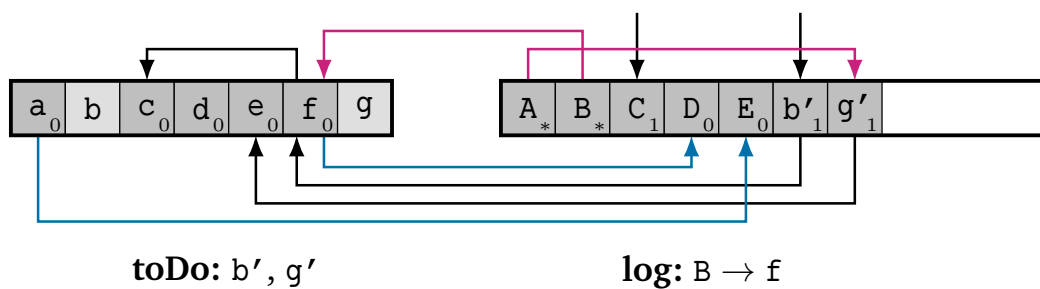 a₀ b c₀ d₀ e₀ f₀ g A* B* C₁ D₀ E₀ b′₁ g′₁
toDo: b′, g′ log: B → f